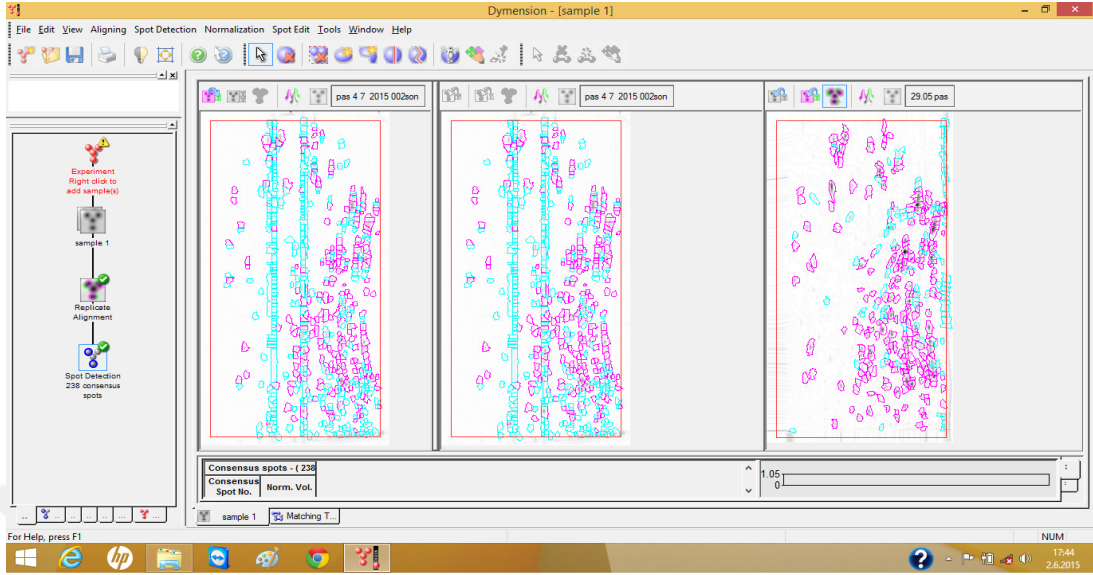 Dymension - [sample 1]
File Edit View Aligning Spot Detection Normalization Spot Edit Tools Window Help
pas 4 7 2015 002son
pas 4 7 2015 002son
29.05 pas
Experiment
Right click to
add sample(s)
sample 1
Replicate
Alignment
Spot Detection
238 consensus
spots
Consensus spots - ( 238
Consensus
Spot No.
Norm. Vol.
1.05
0
sample 1
Matching T...
For Help, press F1
NUM
hp
17:44
2.6.2015